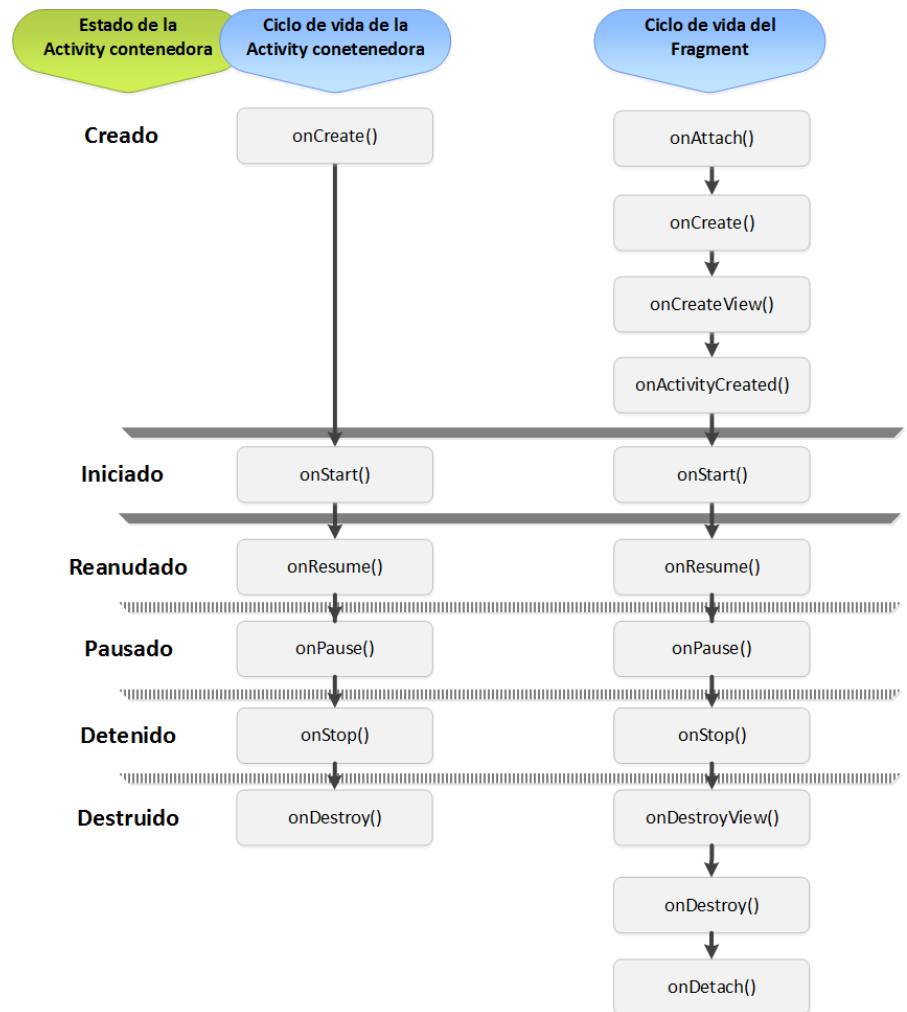 Estado de la
Activity contenedora
Ciclo de vida de la
Activity conetenedora
Ciclo de vida del
Fragment
Creado
onCreate()
onAttach()
onCreate()
onCreateView()
onActivityCreated()
Iniciado
onStart()
onStart()
Reanudado
onResume()
onResume()
Pausado
onPause()
onPause()
Detenido
onStop()
onStop()
Destruido
onDestroy()
onDestroyView()
onDestroy()
onDetach()